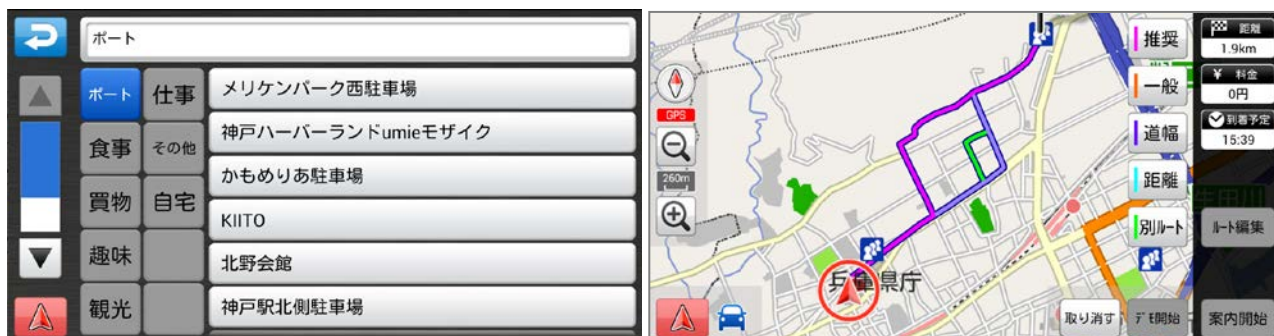 ポート
ポート
仕事
食事
その他
買物
自宅
趣味
観光
メリケンパーク西駐車場
神戸ハーバーランドumieモザイク
かもめりあ駐車場
KIITO
北野会館
神戸駅北側駐車場
GPS
260m
兵庫県庁
推奨
一般
道幅
距離
別ルート
距離
1.9km
¥ 料金
0円
到着予定
15:39
生田川
ルート編集
取り消す
デモ開始
案内開始